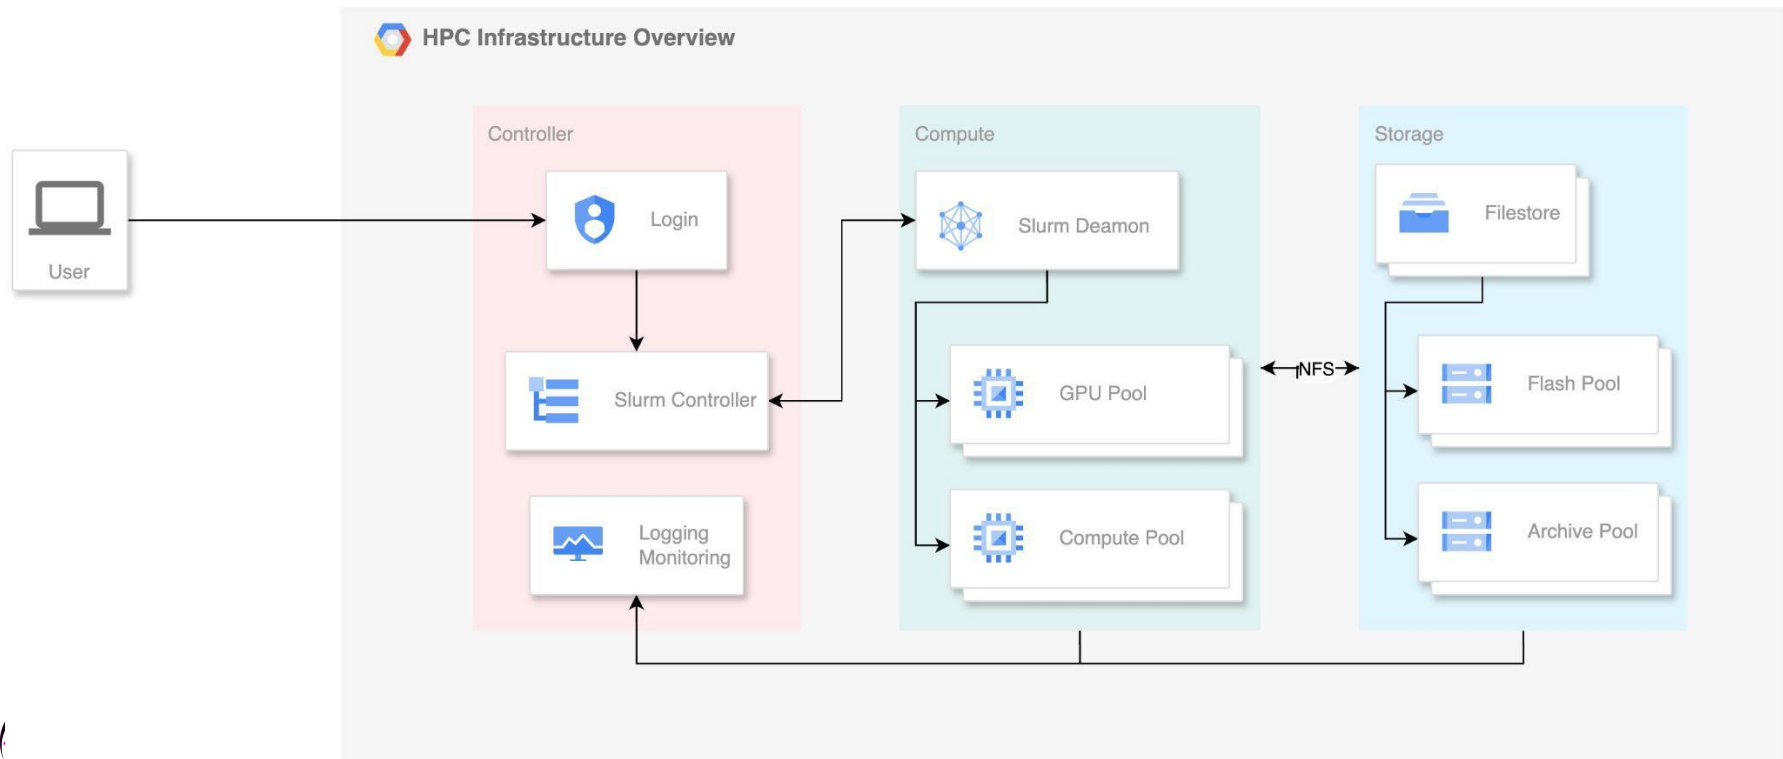 HPC Infrastructure Overview
Controller
Compute
Storage
User
Login
Slurm Controller
Logging
Monitoring
Slurm Deamon
GPU Pool
Compute Pool
NFS
Filestore
Flash Pool
Archive Pool